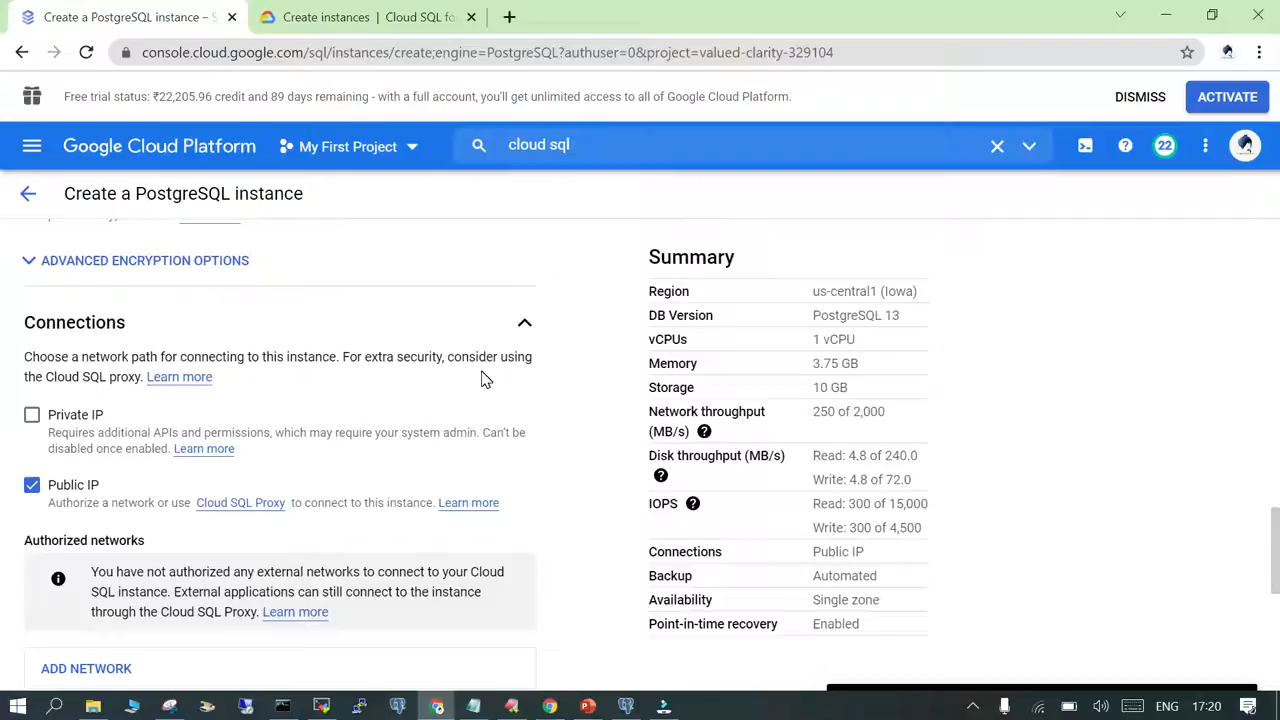 Create a PostgreSQL instance – S
Create instances | Cloud SQL for
console.cloud.google.com/sql/instances/create;engine=PostgreSQL?authuser=0&project=valued-clarity-329104
Free trial status: ₹22,205.96 credit and 89 days remaining - with a full account, you'll get unlimited access to all of Google Cloud Platform.
DISMISS
ACTIVATE
Google Cloud Platform
My First Project
cloud sql
22
Create a PostgreSQL instance
ADVANCED ENCRYPTION OPTIONS
Connections
Choose a network path for connecting to this instance. For extra security, consider using
the Cloud SQL proxy. Learn more
Private IP
Requires additional APIs and permissions, which may require your system admin. Can't be
disabled once enabled. Learn more
Public IP
Authorize a network or use Cloud SQL Proxy to connect to this instance. Learn more
Authorized networks
You have not authorized any external networks to connect to your Cloud
SQL instance. External applications can still connect to the instance
through the Cloud SQL Proxy. Learn more
ADD NETWORK
Summary
Region us-central1 (Iowa)
DB Version PostgreSQL 13
vCPUs 1 vCPU
Memory 3.75 GB
Storage 10 GB
Network throughput 250 of 2,000
(MB/s)
Disk throughput (MB/s) Read: 4.8 of 240.0
Write: 4.8 of 72.0
IOPS Read: 300 of 15,000
Write: 300 of 4,500
Connections Public IP
Backup Automated
Availability Single zone
Point-in-time recovery Enabled
ENG 17:20